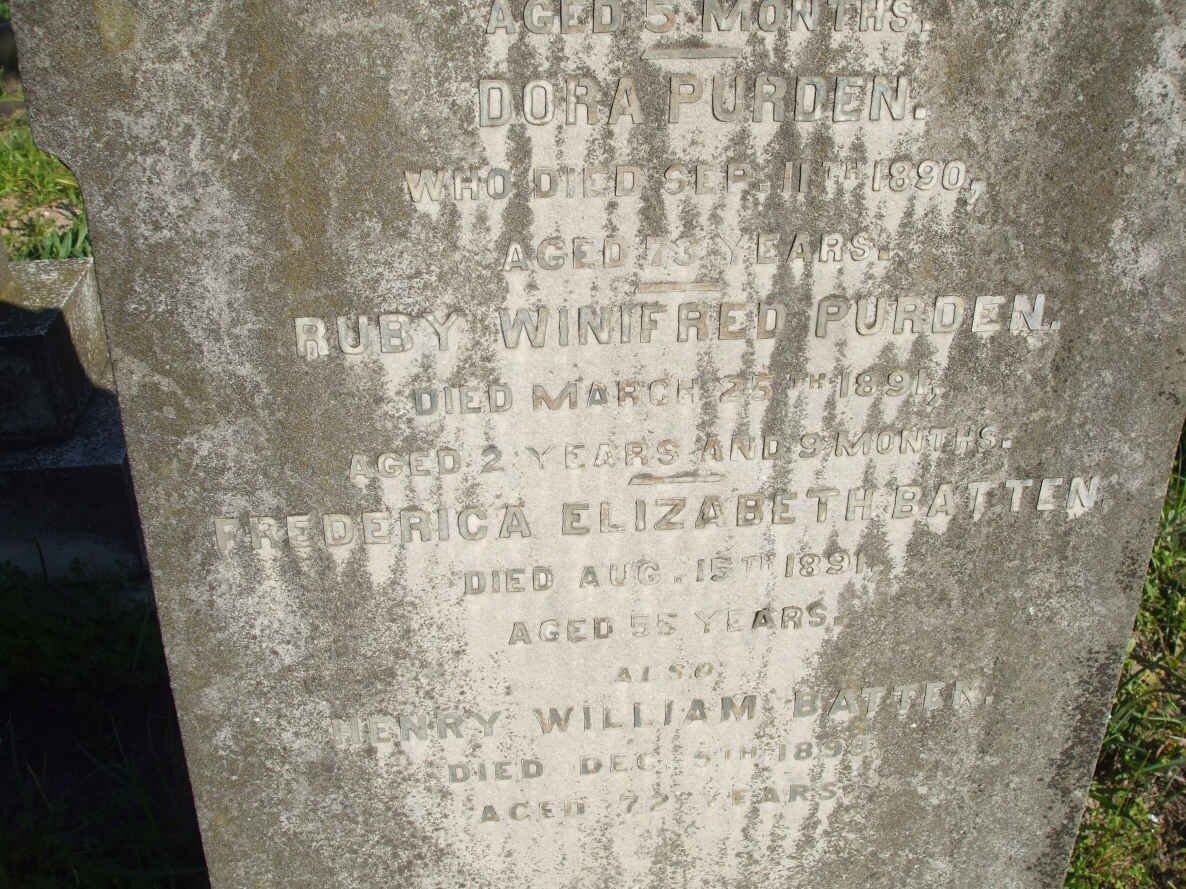 AGED 5 MONTHS.
DORA PURDEN.
WHO DIED SEP. 11TH 1890,
AGED 73 YEARS.
RUBY WINIFRED PURDEN.
DIED MARCH 25TH 1891,
AGED 2 YEARS AND 9 MONTHS.
FREDERICA ELIZABETH BATTEN
DIED AUG. 15TH 1891
AGED 55 YEARS.
ALSO
HENRY WILLIAM BATTEN.
DIED DEC
AGED 72 YEARS